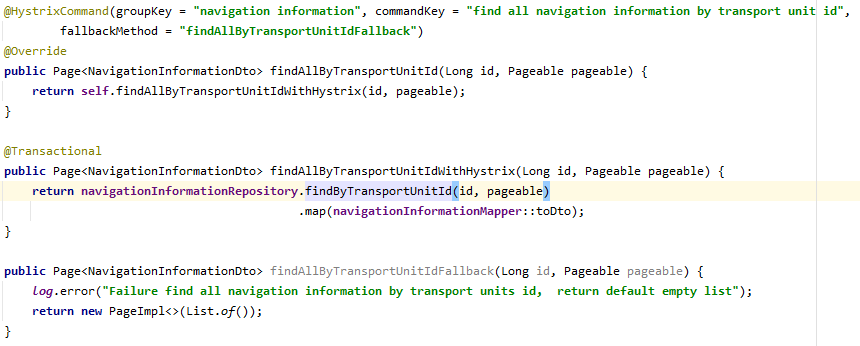 @HystrixCommand(groupKey = "navigation information", commandKey = "find all navigation information by transport unit id",
        fallbackMethod = "findAllByTransportUnitIdFallback")
@Override
public Page<NavigationInformationDto> findAllByTransportUnitId(Long id, Pageable pageable) {
    return self.findAllByTransportUnitIdWithHystrix(id, pageable);
}

@Transactional
public Page<NavigationInformationDto> findAllByTransportUnitIdWithHystrix(Long id, Pageable pageable) {
    return navigationInformationRepository.findByTransportUnitId(id, pageable)
                                          .map(navigationInformationMapper::toDto);
}

public Page<NavigationInformationDto> findAllByTransportUnitIdFallback(Long id, Pageable pageable) {
    log.error("Failure find all navigation information by transport units id,  return default empty list");
    return new PageImpl<>(List.of());
}